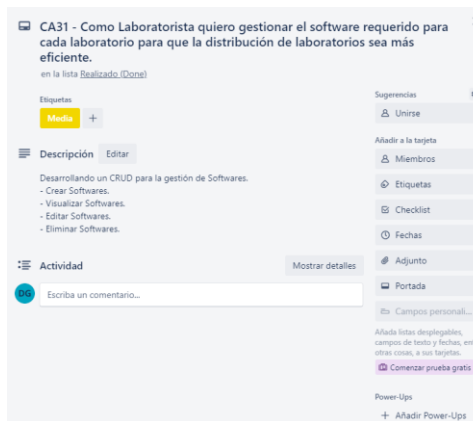 CA31 - Como Laboratorista quiero gestionar el software requerido para
cada laboratorio para que la distribución de laboratorios sea más
eficiente.
en la lista Realizado (Done)
Etiquetas
Media +
Descripción Editar
Desarrollando un CRUD para la gestión de Softwares.
- Crear Softwares.
- Visualizar Softwares.
- Editar Softwares.
- Eliminar Softwares.
Actividad Mostrar detalles
DG Escriba un comentario...
Sugerencias
Unirse
Añadir a la tarjeta
Miembros
Etiquetas
Checklist
Fechas
Adjunto
Portada
Campos personali...
Añada listas desplegables,
campos de texto y fechas,
otras cosas, a sus tarjetas.
Comenzar prueba gratis
Power-Ups
+ Añadir Power-Ups